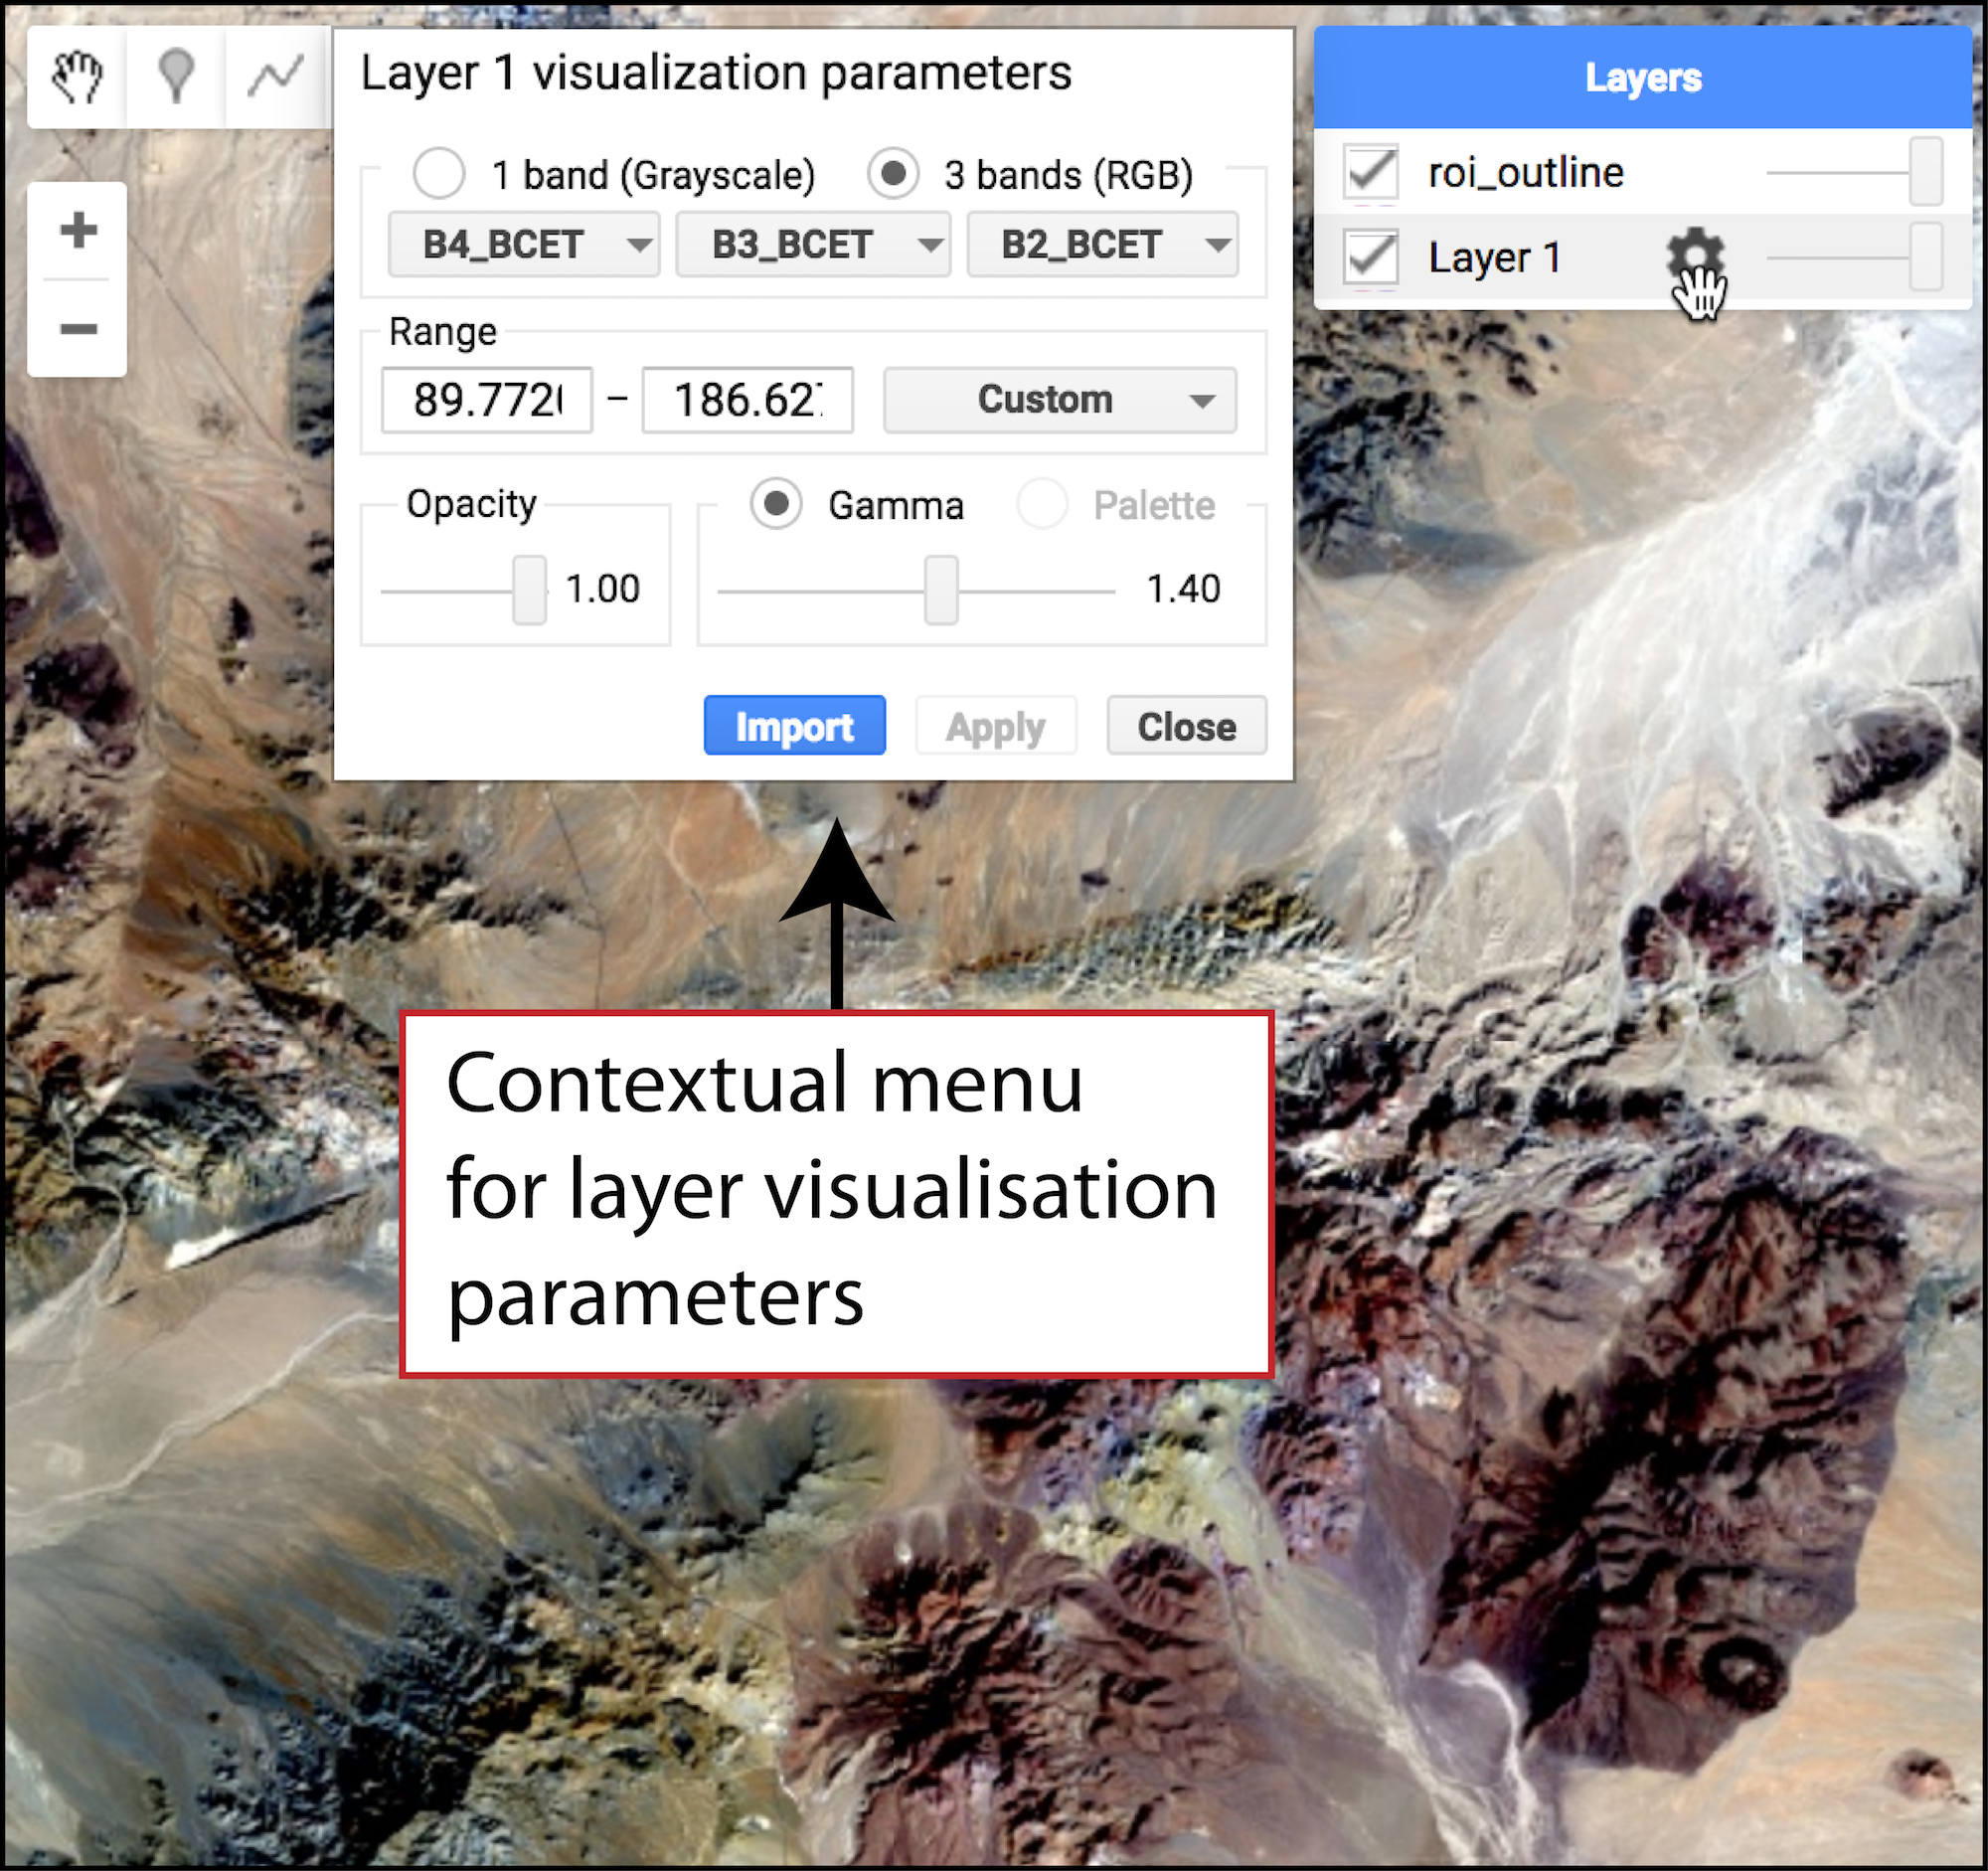 Layer 1 visualization parameters
1 band (Grayscale) 3 bands (RGB)
B4_BCET B3_BCET B2_BCET
Range
89.772 – 186.62 Custom
Opacity Gamma Palette
1.00 1.40
Import Apply Close
Layers
roi_outline
Layer 1
Contextual menu
for layer visualisation
parameters